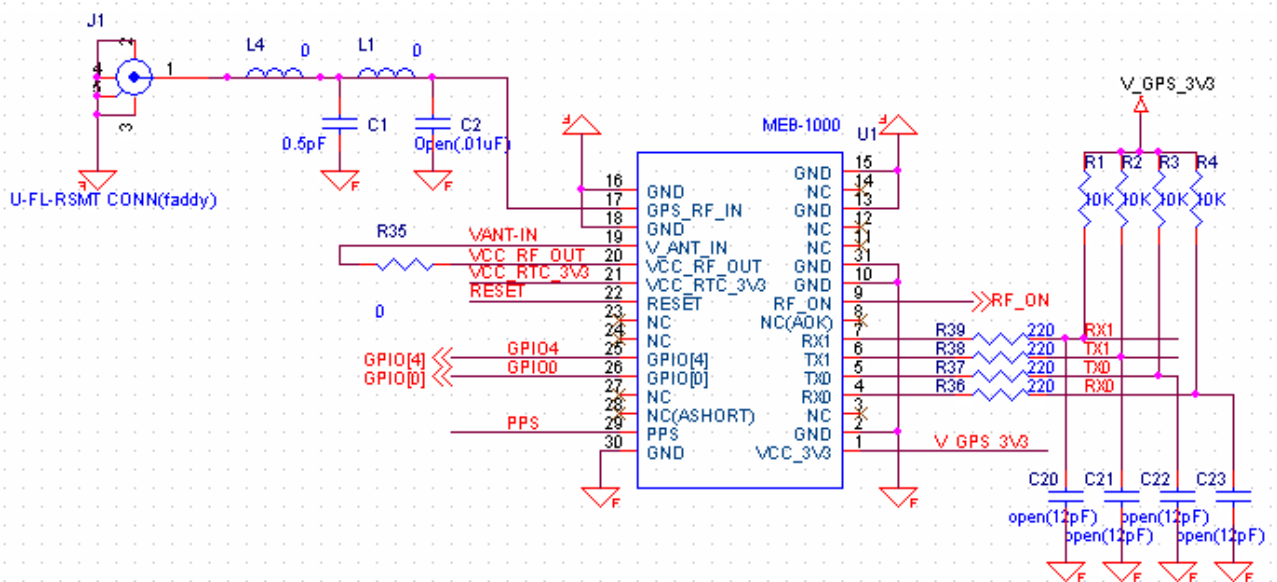 J1
2
4
5
1
3
U-FL-RSMT CONN(faddy)
L4
0
L1
0
C1
0.5pF
C2
Open(.01uF)
F
F
F
F
F
MEB-1000
U1
16 GND
17 GPS_RF_IN
18 GND
19 V_ANT_IN
20 VCC_RF_OUT
21 VCC_RTC_3V3
22 RESET
23 NC
24 NC
25 GPIO[4]
26 GPIO[0]
27 NC
28 NC(ASHORT)
29 PPS
30 GND
R35
0
VANT-IN
VCC_RF_OUT
VCC_RTC_3V3
RESET
GPIO[4] GPIO4
GPIO[0] GPIO0
PPS
F
GND 15
NC 14
GND 13
NC 12
NC 11
GND 31
GND 10
RF_ON 9
NC(AOK) 8
RX1 7
TX1 6
TX0 5
RX0 4
NC 3
GND 2
VCC_3V3 1
RF_ON
R39 220 RX1
R38 220 TX1
R37 220 TX0
R36 220 RX0
V_GPS_3V3
F
V_GPS_3V3
R1 R2 R3 R4
10K 10K 10K 10K
C20 C21 C22 C23
open(12pF) open(12pF)
open(12pF) open(12pF)
F F F F